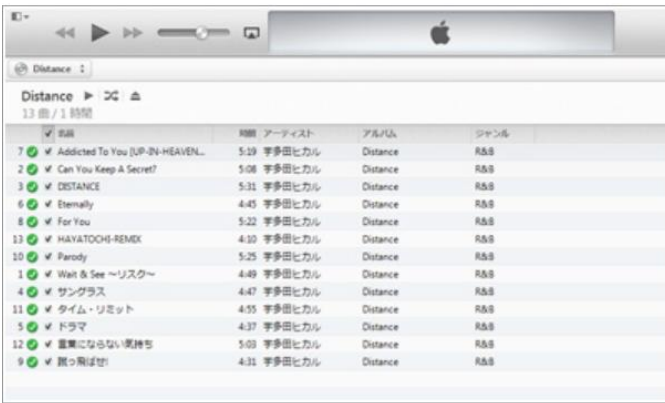 Distance
Distance
13 曲 / 1 時間
名前 時間 アーティスト アルバム ジャンル
7 Addicted To You [UP-IN-HEAVEN... 5:19 宇多田ヒカル Distance R&B
2 Can You Keep A Secret? 5:08 宇多田ヒカル Distance R&B
3 DISTANCE 5:31 宇多田ヒカル Distance R&B
6 Eternally 4:45 宇多田ヒカル Distance R&B
8 For You 5:22 宇多田ヒカル Distance R&B
13 HAYATOCHI-REMIX 4:10 宇多田ヒカル Distance R&B
10 Parody 5:25 宇多田ヒカル Distance R&B
1 Wait & See ～リスク～ 4:49 宇多田ヒカル Distance R&B
4 サングラス 4:47 宇多田ヒカル Distance R&B
11 タイム・リミット 4:55 宇多田ヒカル Distance R&B
5 ドラマ 4:37 宇多田ヒカル Distance R&B
12 言葉にならない気持ち 5:03 宇多田ヒカル Distance R&B
9 蹴っ飛ばせ! 4:31 宇多田ヒカル Distance R&B